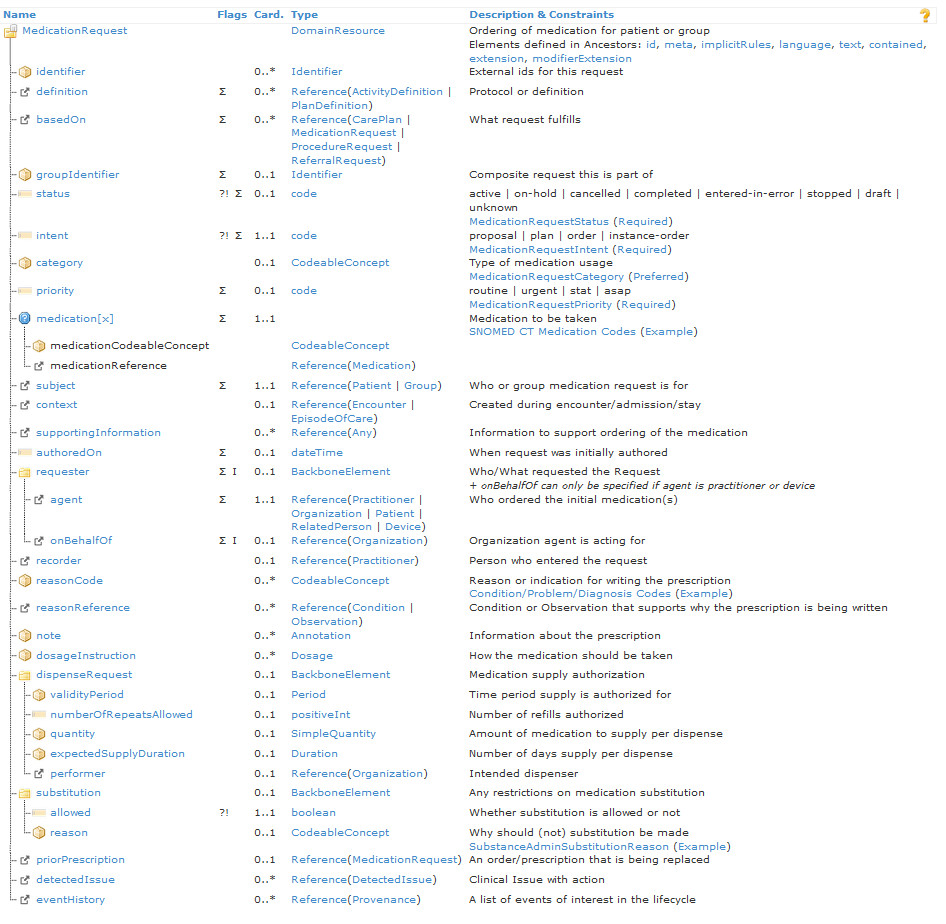 Name Flags Card. Type Description & Constraints ?
MedicationRequest DomainResource Ordering of medication for patient or group
Elements defined in Ancestors: id, meta, implicitRules, language, text, contained,
extension, modifierExtension
identifier 0..* Identifier External ids for this request
definition Σ 0..* Reference(ActivityDefinition | Protocol or definition
PlanDefinition)
basedOn Σ 0..* Reference(CarePlan | What request fulfills
MedicationRequest |
ProcedureRequest |
ReferralRequest)
groupIdentifier Σ 0..1 Identifier Composite request this is part of
status ?! Σ 0..1 code active | on-hold | cancelled | completed | entered-in-error | stopped | draft |
unknown
MedicationRequestStatus (Required)
intent ?! Σ 1..1 code proposal | plan | order | instance-order
MedicationRequestIntent (Required)
category 0..1 CodeableConcept Type of medication usage
MedicationRequestCategory (Preferred)
priority Σ 0..1 code routine | urgent | stat | asap
MedicationRequestPriority (Required)
medication[x] Σ 1..1 Medication to be taken
SNOMED CT Medication Codes (Example)
medicationCodeableConcept CodeableConcept
medicationReference Reference(Medication)
subject Σ 1..1 Reference(Patient | Group) Who or group medication request is for
context 0..1 Reference(Encounter | Created during encounter/admission/stay
EpisodeOfCare)
supportingInformation 0..* Reference(Any) Information to support ordering of the medication
authoredOn Σ 0..1 dateTime When request was initially authored
requester Σ I 0..1 BackboneElement Who/What requested the Request
+ onBehalfOf can only be specified if agent is practitioner or device
agent Σ 1..1 Reference(Practitioner | Who ordered the initial medication(s)
Organization | Patient |
RelatedPerson | Device)
onBehalfOf Σ I 0..1 Reference(Organization) Organization agent is acting for
recorder 0..1 Reference(Practitioner) Person who entered the request
reasonCode 0..* CodeableConcept Reason or indication for writing the prescription
Condition/Problem/Diagnosis Codes (Example)
reasonReference 0..* Reference(Condition | Condition or Observation that supports why the prescription is being written
Observation)
note 0..* Annotation Information about the prescription
dosageInstruction 0..* Dosage How the medication should be taken
dispenseRequest 0..1 BackboneElement Medication supply authorization
validityPeriod 0..1 Period Time period supply is authorized for
numberOfRepeatsAllowed 0..1 positiveInt Number of refills authorized
quantity 0..1 SimpleQuantity Amount of medication to supply per dispense
expectedSupplyDuration 0..1 Duration Number of days supply per dispense
performer 0..1 Reference(Organization) Intended dispenser
substitution 0..1 BackboneElement Any restrictions on medication substitution
allowed ?! 1..1 boolean Whether substitution is allowed or not
reason 0..1 CodeableConcept Why should (not) substitution be made
SubstanceAdminSubstitutionReason (Example)
priorPrescription 0..1 Reference(MedicationRequest) An order/prescription that is being replaced
detectedIssue 0..* Reference(DetectedIssue) Clinical Issue with action
eventHistory 0..* Reference(Provenance) A list of events of interest in the lifecycle